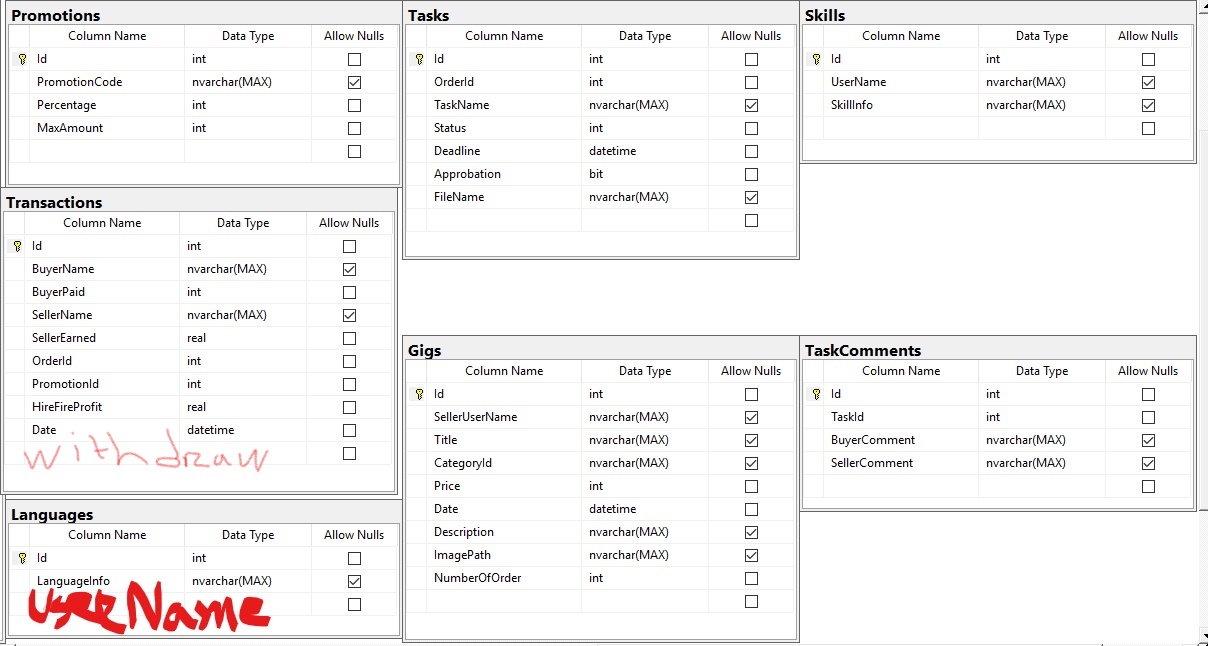 Promotions
Column Name Data Type Allow Nulls
Id int
PromotionCode nvarchar(MAX)
Percentage int
MaxAmount int
Transactions
Column Name Data Type Allow Nulls
Id int
BuyerName nvarchar(MAX)
BuyerPaid int
SellerName nvarchar(MAX)
SellerEarned real
OrderId int
PromotionId int
HireFireProfit real
Date datetime
withdraw
Languages
Column Name Data Type Allow Nulls
Id int
LanguageInfo nvarchar(MAX)
UserName
Tasks
Column Name Data Type Allow Nulls
Id int
OrderId int
TaskName nvarchar(MAX)
Status int
Deadline datetime
Approbation bit
FileName nvarchar(MAX)
Gigs
Column Name Data Type Allow Nulls
Id int
SellerUserName nvarchar(MAX)
Title nvarchar(MAX)
CategoryId nvarchar(MAX)
Price int
Date datetime
Description nvarchar(MAX)
ImagePath nvarchar(MAX)
NumberOfOrder int
Skills
Column Name Data Type Allow Nulls
Id int
UserName nvarchar(MAX)
SkillInfo nvarchar(MAX)
TaskComments
Column Name Data Type Allow Nulls
Id int
TaskId int
BuyerComment nvarchar(MAX)
SellerComment nvarchar(MAX)